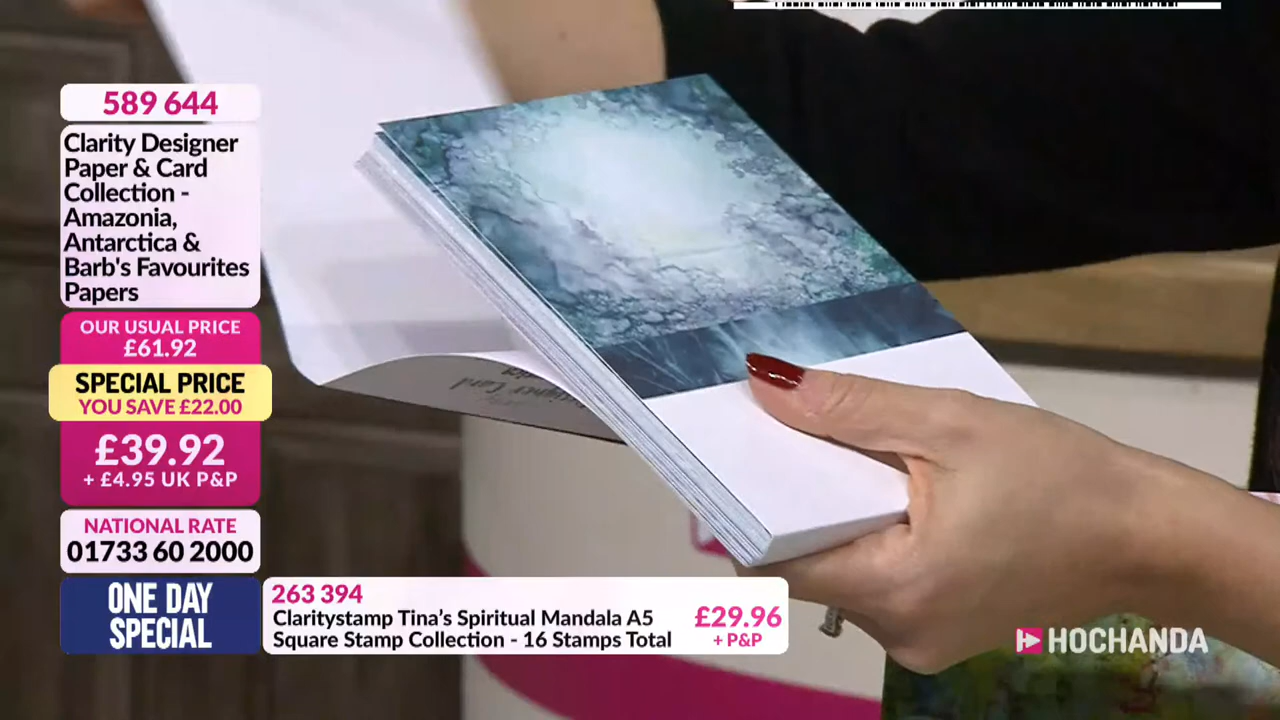 589 644
Clarity Designer
Paper & Card
Collection -
Amazonia,
Antarctica &
Barb's Favourites
Papers
OUR USUAL PRICE
£61.92
SPECIAL PRICE
YOU SAVE £22.00
£39.92
+ £4.95 UK P&P
NATIONAL RATE
01733 60 2000
ONE DAY
SPECIAL
263 394
Claritystamp Tina's Spiritual Mandala A5
Square Stamp Collection - 16 Stamps Total
£29.96
+ P&P
HOCHANDA